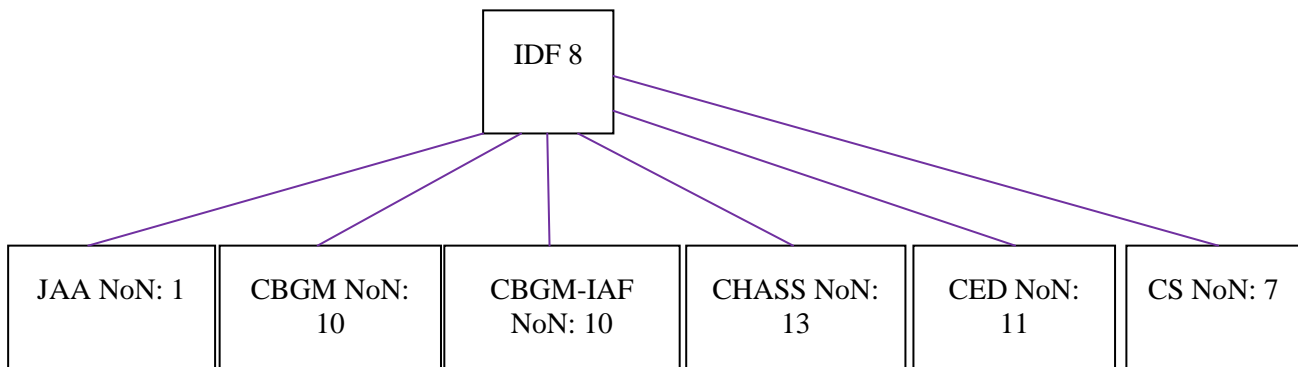 IDF 8
JAA NoN: 1
CBGM NoN:
10
CBGM-IAF
NoN: 10
CHASS NoN:
13
CED NoN:
11
CS NoN: 7